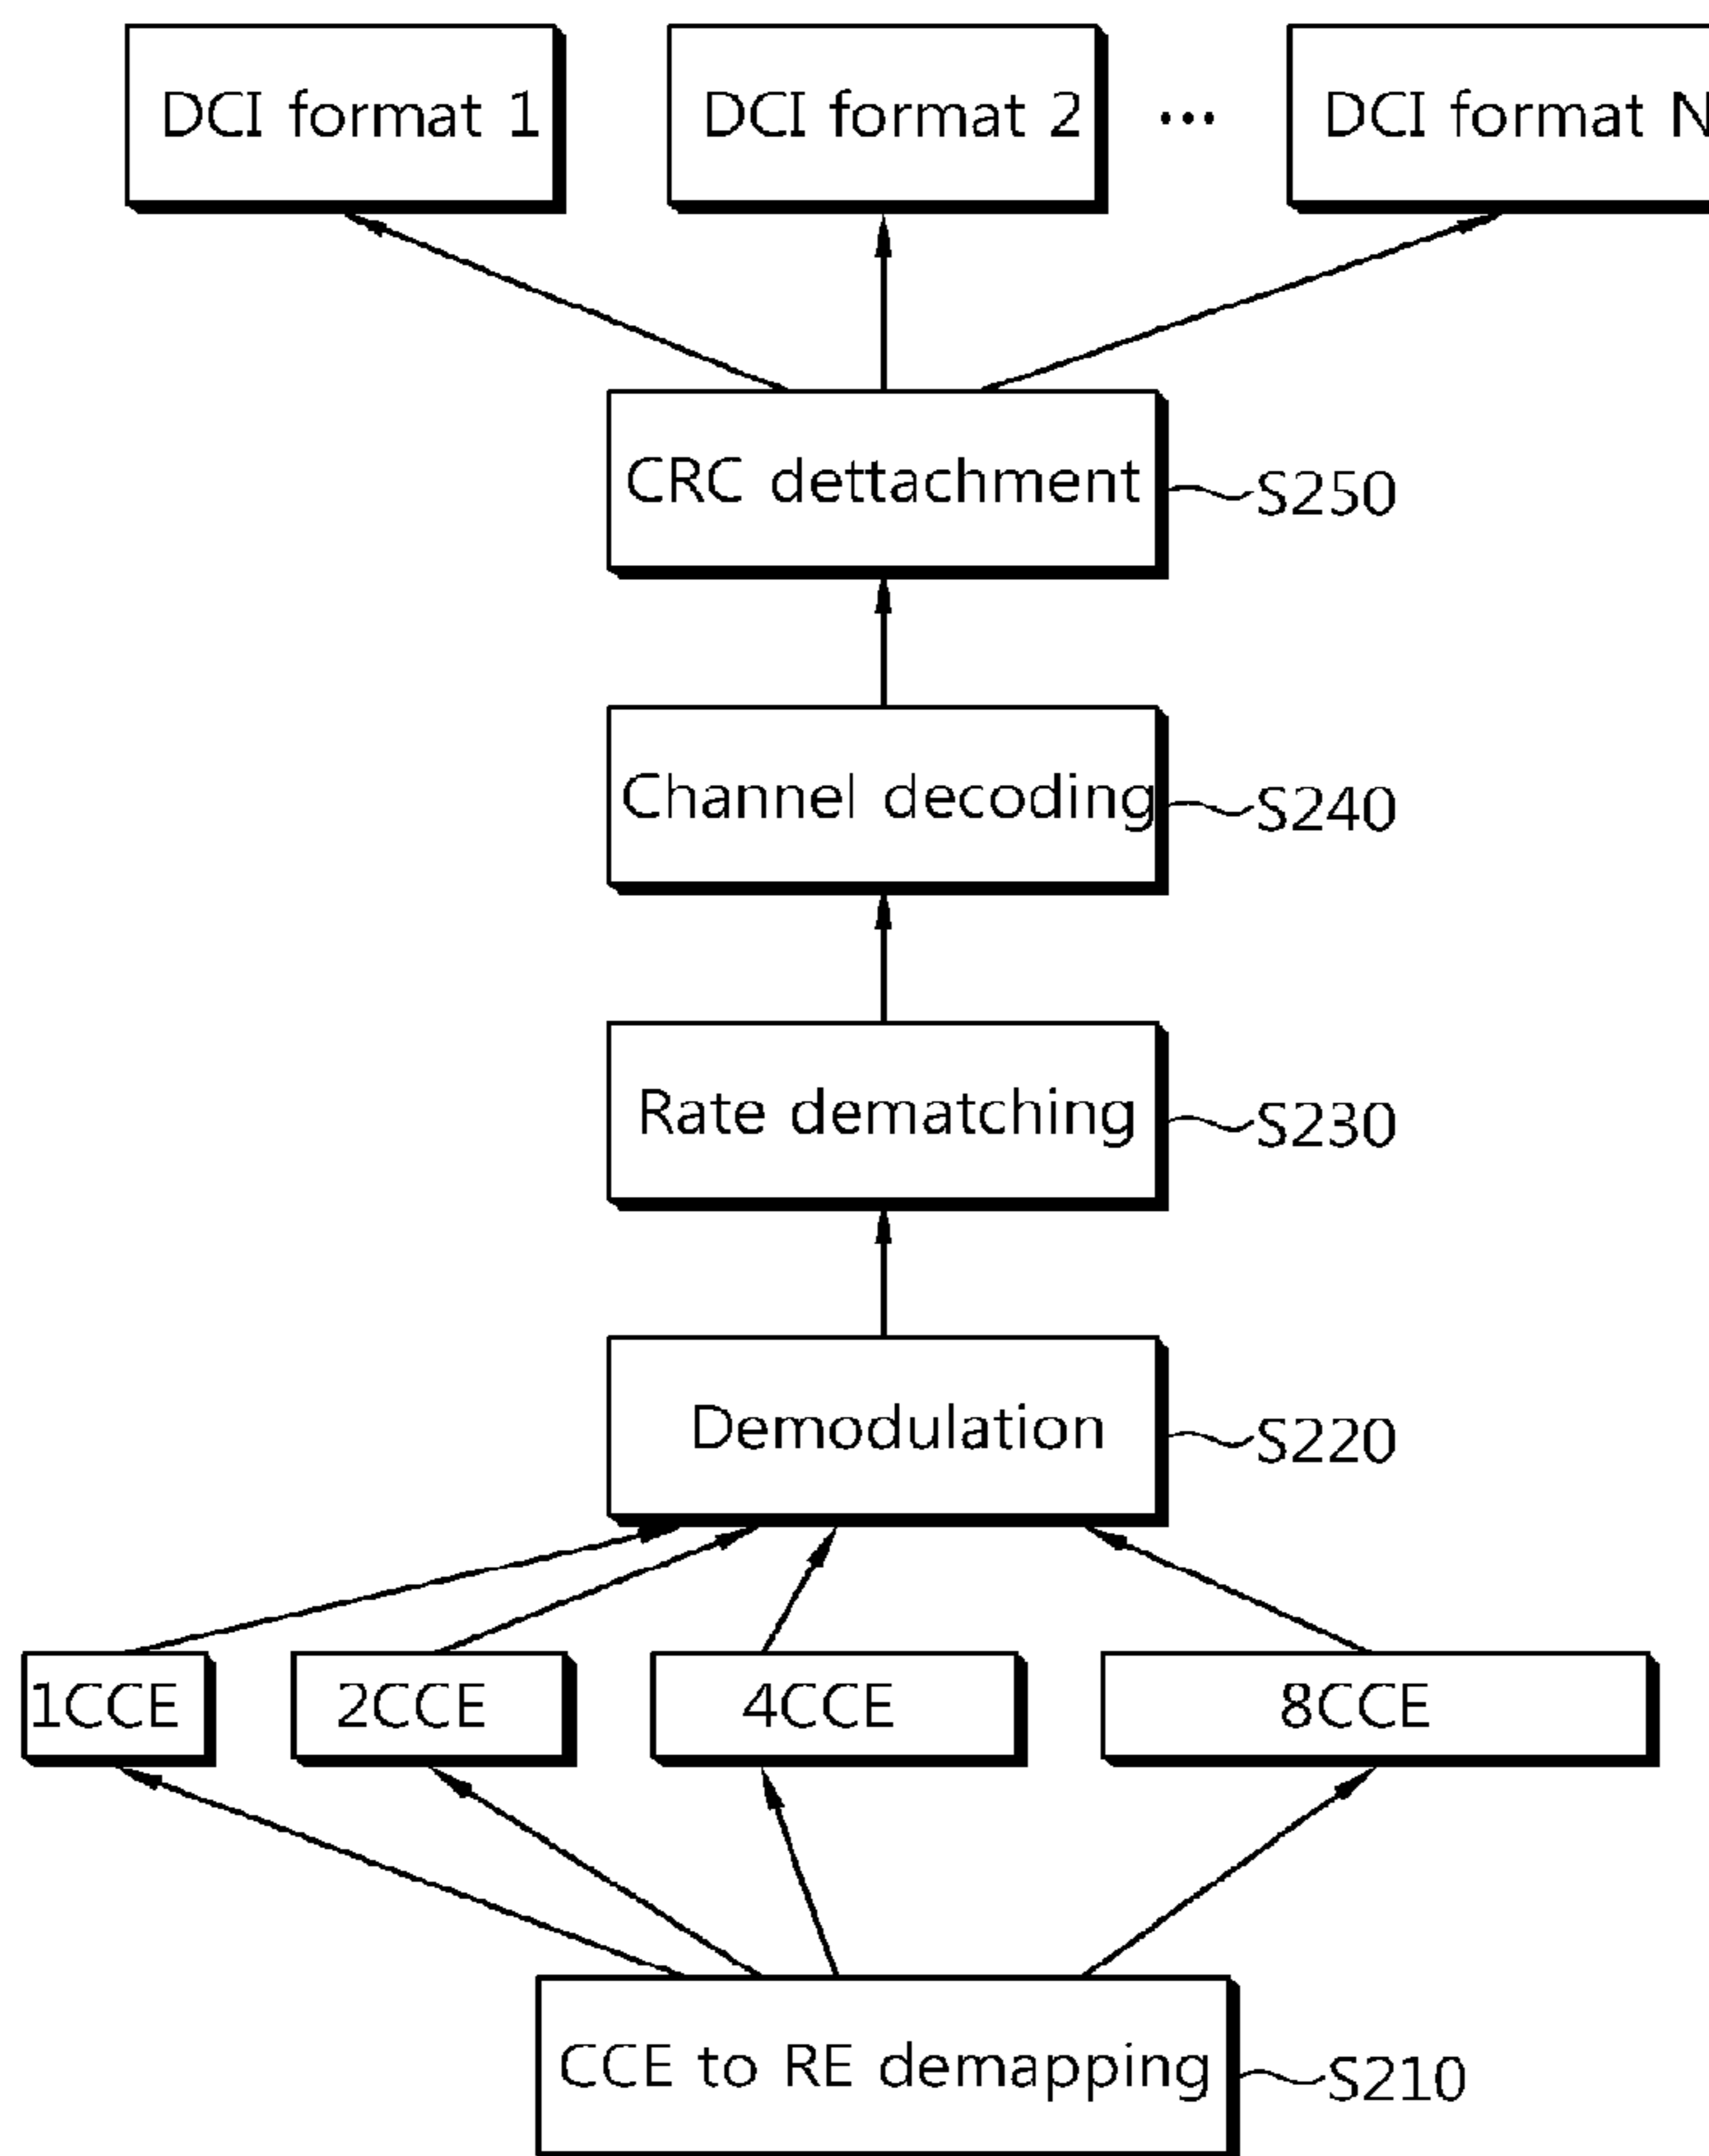 DCI format 1
DCI format 2
...
DCI format N
CRC dettachment
S250
Channel decoding
S240
Rate dematching
S230
Demodulation
S220
1CCE
2CCE
4CCE
8CCE
CCE to RE demapping
S210